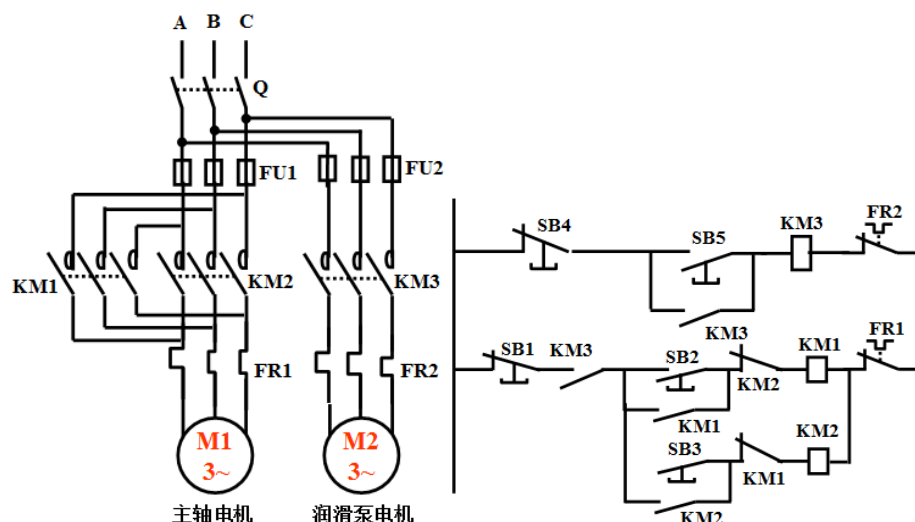 A B C
Q
FU1
FU2
KM1
KM2
KM3
FR1
FR2
M1
3~
M2
3~
主轴电机
润滑泵电机
SB4
SB5
KM3
FR2
KM3
SB1
KM3
SB2
KM2
KM1
FR1
KM1
SB3
KM1
KM2
KM2